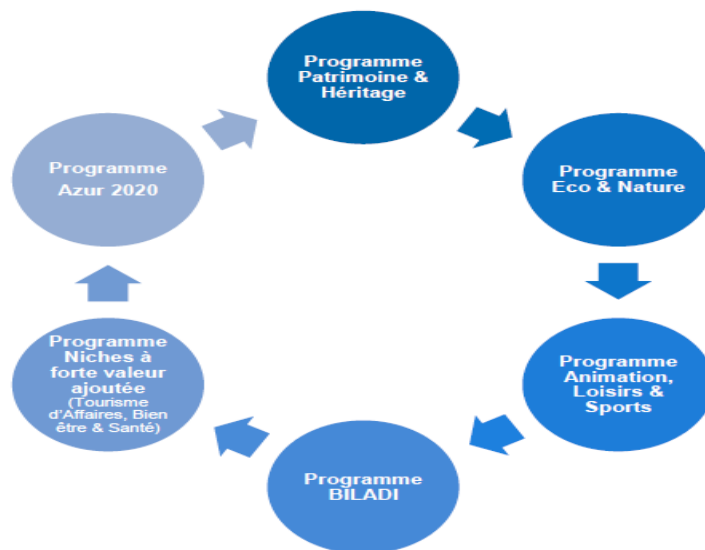 Programme
Patrimoine &
Héritage
Programme
Eco & Nature
Programme
Animation,
Loisirs &
Sports
Programme
BILADI
Programme
Niches à
forte valeur
ajoutée
(Tourisme
d'Affaires, Bien
être & Santé)
Programme
Azur 2020